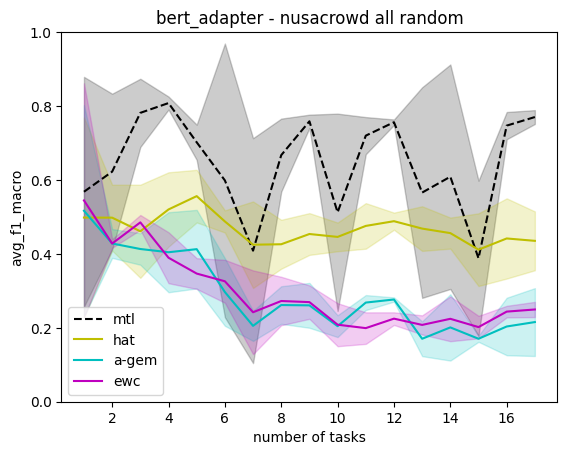 bert_adapter - nusacrowd all random
avg_f1_macro
1.0
0.8
0.6
0.4
0.2
0.0
mtl
hat
a-gem
ewc
2 4 6 8 10 12 14 16
number of tasks